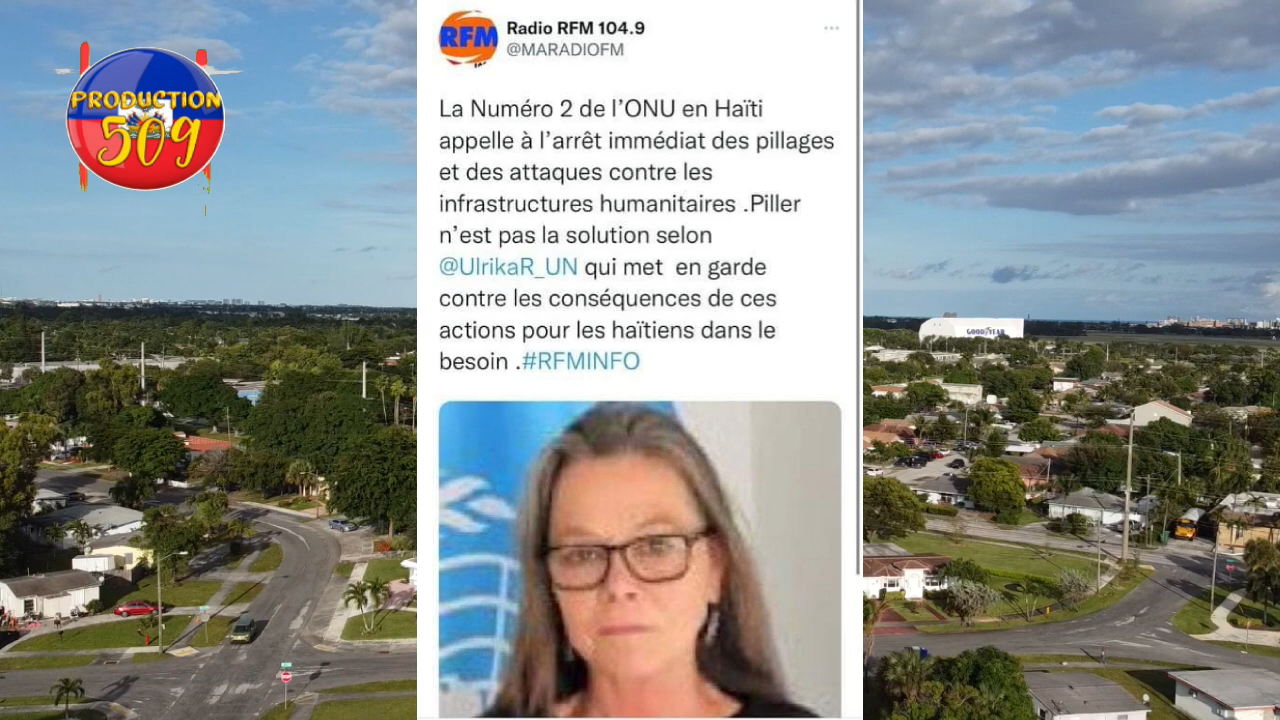 PRODUCTION
509
RFM
Radio RFM 104.9
@MARADIOFM
La Numéro 2 de l’ONU en Haïti
appelle à l’arrêt immédiat des pillages
et des attaques contre les
infrastructures humanitaires .Piller
n’est pas la solution selon
@UlrikaR_UN qui met  en garde
contre les conséquences de ces
actions pour les haïtiens dans le
besoin .#RFMINFO
GOODYEAR